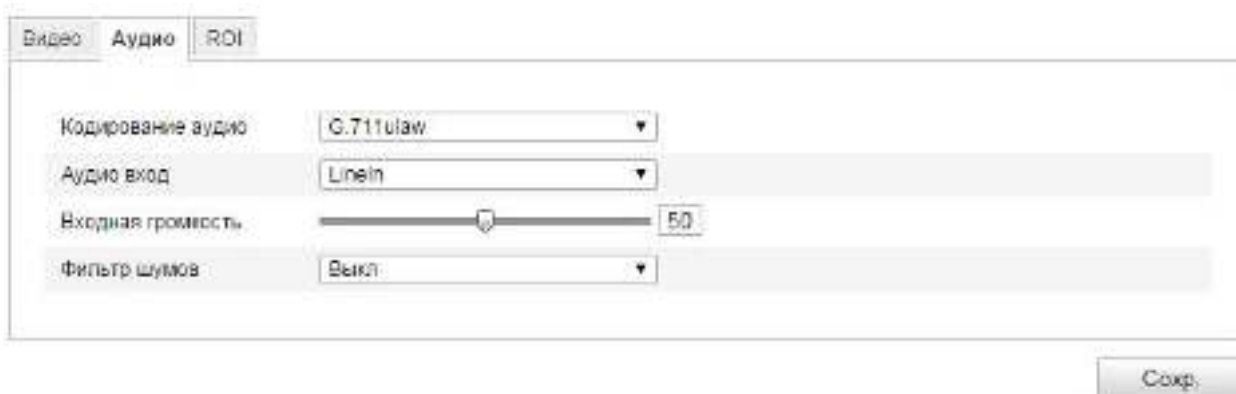 Видео Аудио ROI
Кодирование аудио G.711ulaw
Аудио вход LineIn
Входная громкость 50
Фильтр шумов Выкл
Сохр.